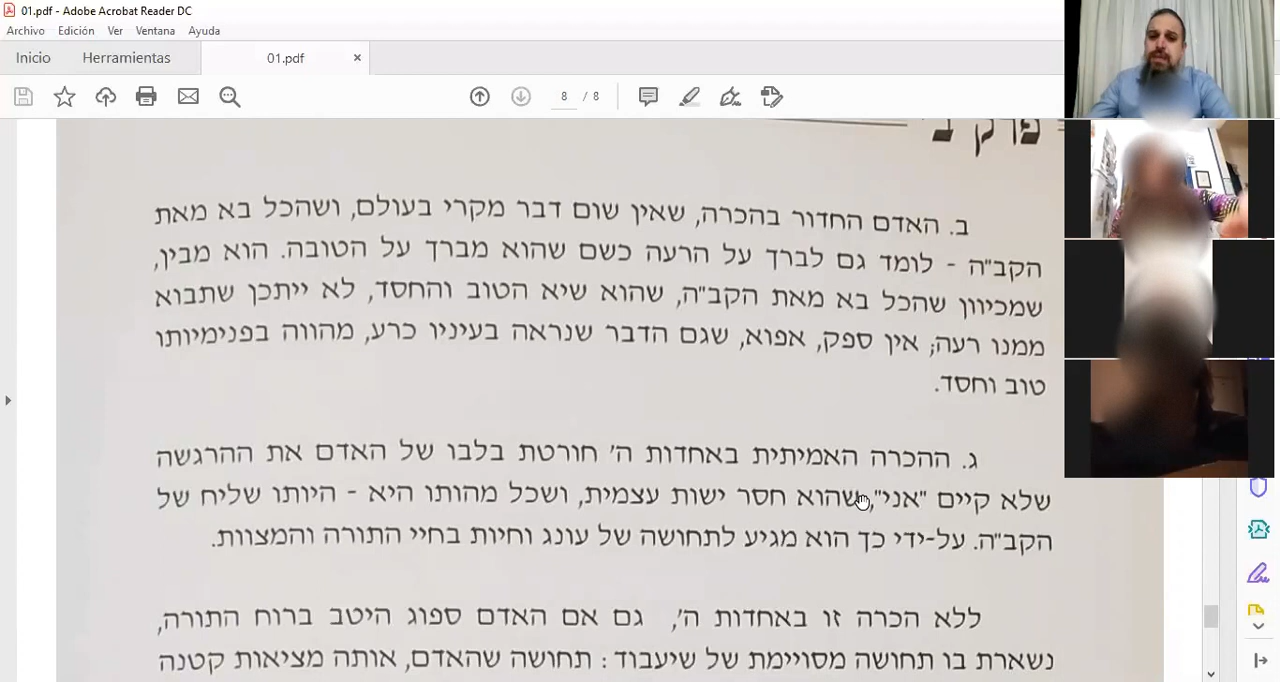 01.pdf - Adobe Acrobat Reader DC
Archivo Edición Ver Ventana Ayuda
Inicio Herramientas 01.pdf ×
8 / 8
פרק ב
ב. האדם החדור בהכרה, שאין שום דבר מקרי בעולם, ושהכל בא מאת
הקב"ה - לומד גם לברך על הרעה כשם שהוא מברך על הטובה. הוא מבין,
שמכיוון שהכל בא מאת הקב"ה, שהוא שיא הטוב והחסד, לא ייתכן שתבוא
ממנו רעה; אין ספק, אפוא, שגם הדבר שנראה בעיניו כרע, מהווה בפנימיותו
טוב וחסד.
ג. ההכרה האמיתית באחדות ה' חורטת בלבו של האדם את ההרגשה
שלא קיים "אני", שהוא חסר ישות עצמית, ושכל מהותו היא - היותו שליח של
הקב"ה. על-ידי כך הוא מגיע לתחושה של עונג וחיות בחיי התורה והמצוות.
ללא הכרה זו באחדות ה', גם אם האדם ספוג היטב ברוח התורה,
נשארת בו תחושה מסויימת של שיעבוד: תחושה שהאדם, אותה מציאות קטנה